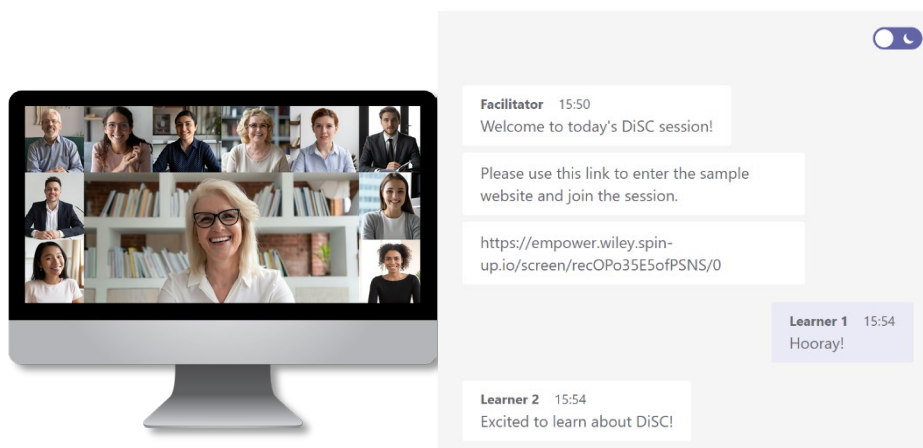 Facilitator 15:50
Welcome to today's DiSC session!
Please use this link to enter the sample
website and join the session.
https://empower.wiley.spin-
up.io/screen/recOPo35E5ofPSNS/0
Learner 1 15:54
Hooray!
Learner 2 15:54
Excited to learn about DiSC!